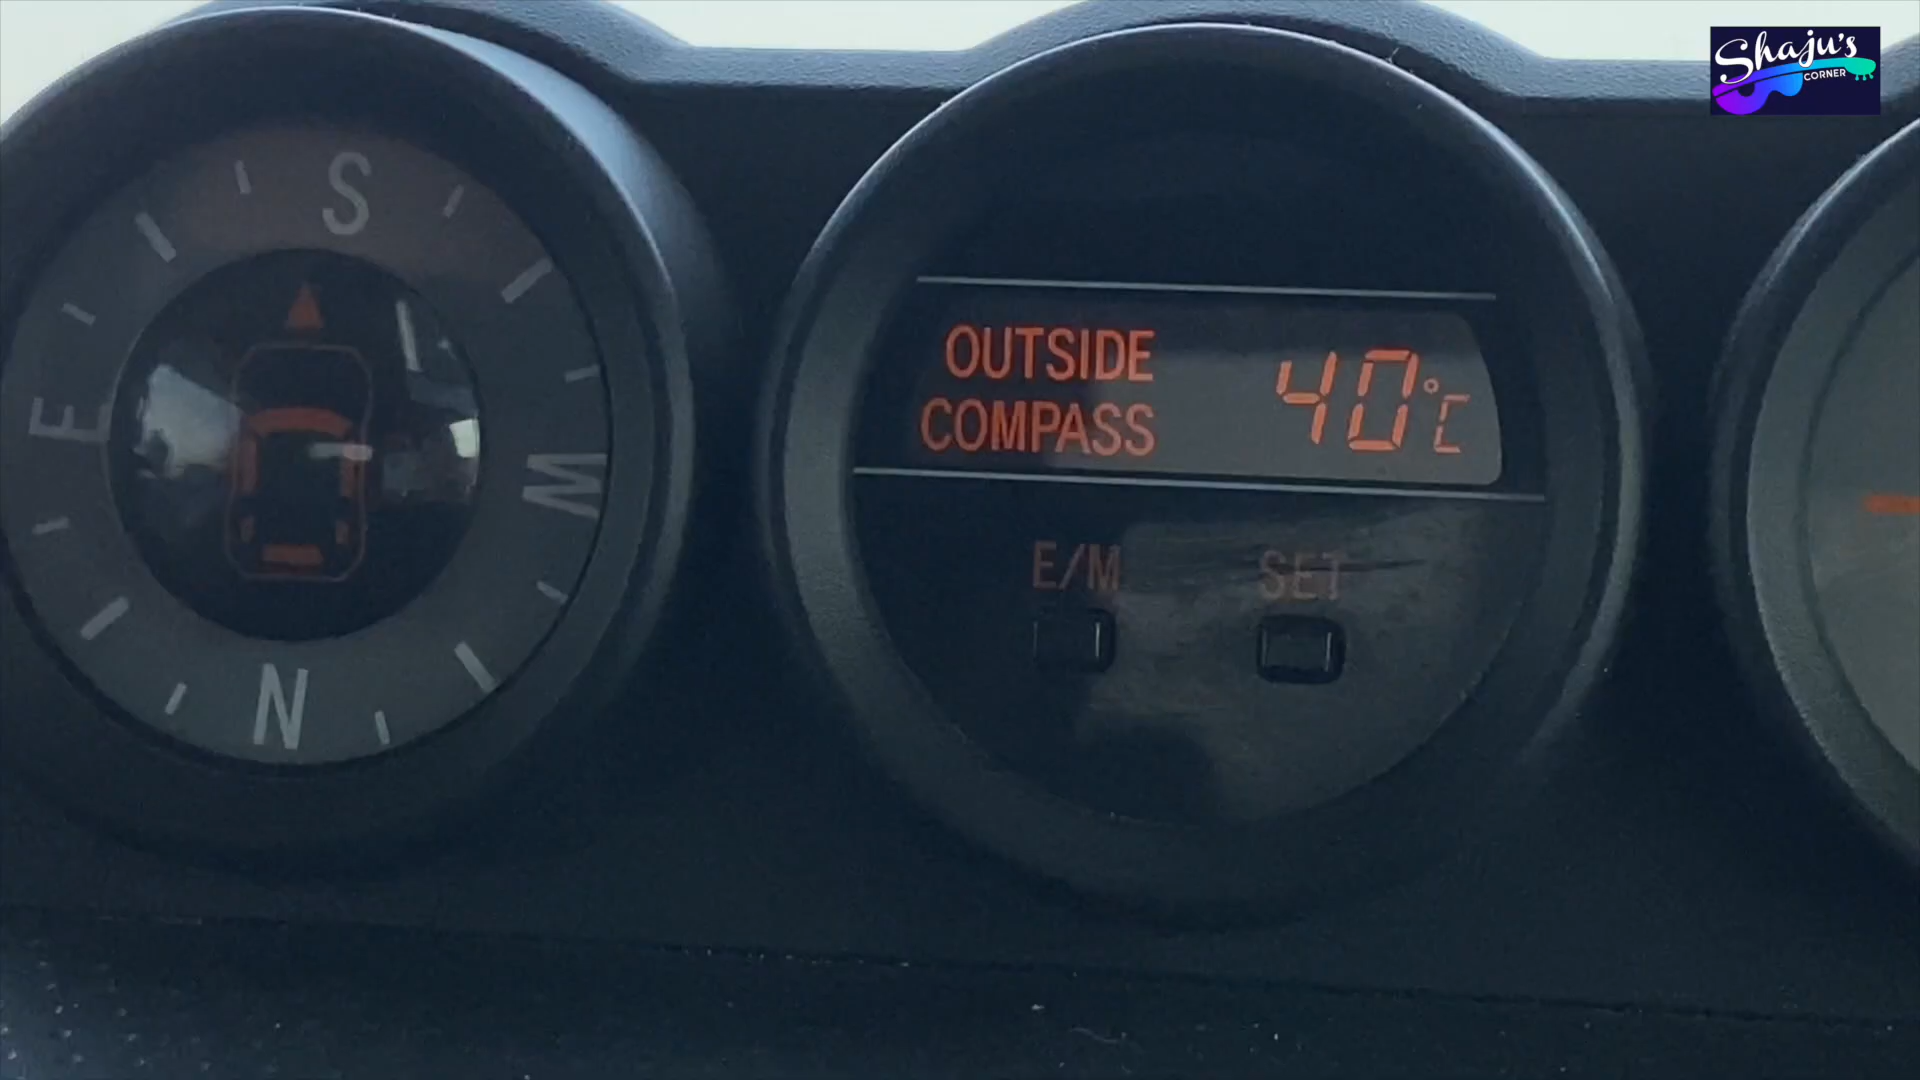 Shaju's
CORNER
S
E
W
N
OUTSIDE 40°C
COMPASS
E/M SET